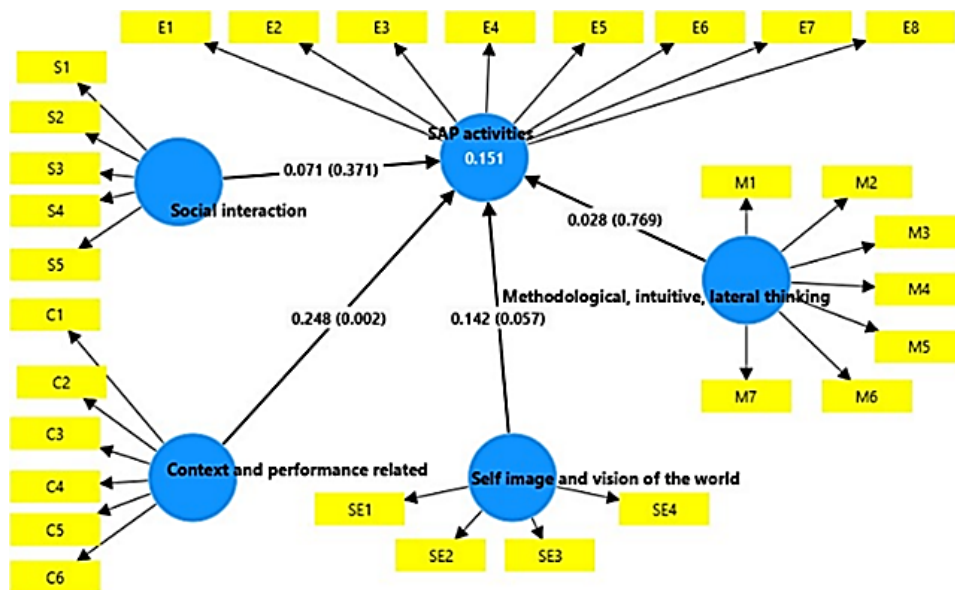 E1
E2
E3
E4
E5
E6
E7
E8
S1
S2
S3
S4
S5
SAP activities
0.151
0.071 (0.371)
Social interaction
M1
M2
M3
M4
M5
M6
M7
0.028 (0.769)
Methodological, intuitive, lateral thinking
C1
C2
C3
C4
C5
C6
0.248 (0.002)
0.142 (0.057)
Context and performance related
Self image and vision of the world
SE1
SE2
SE3
SE4